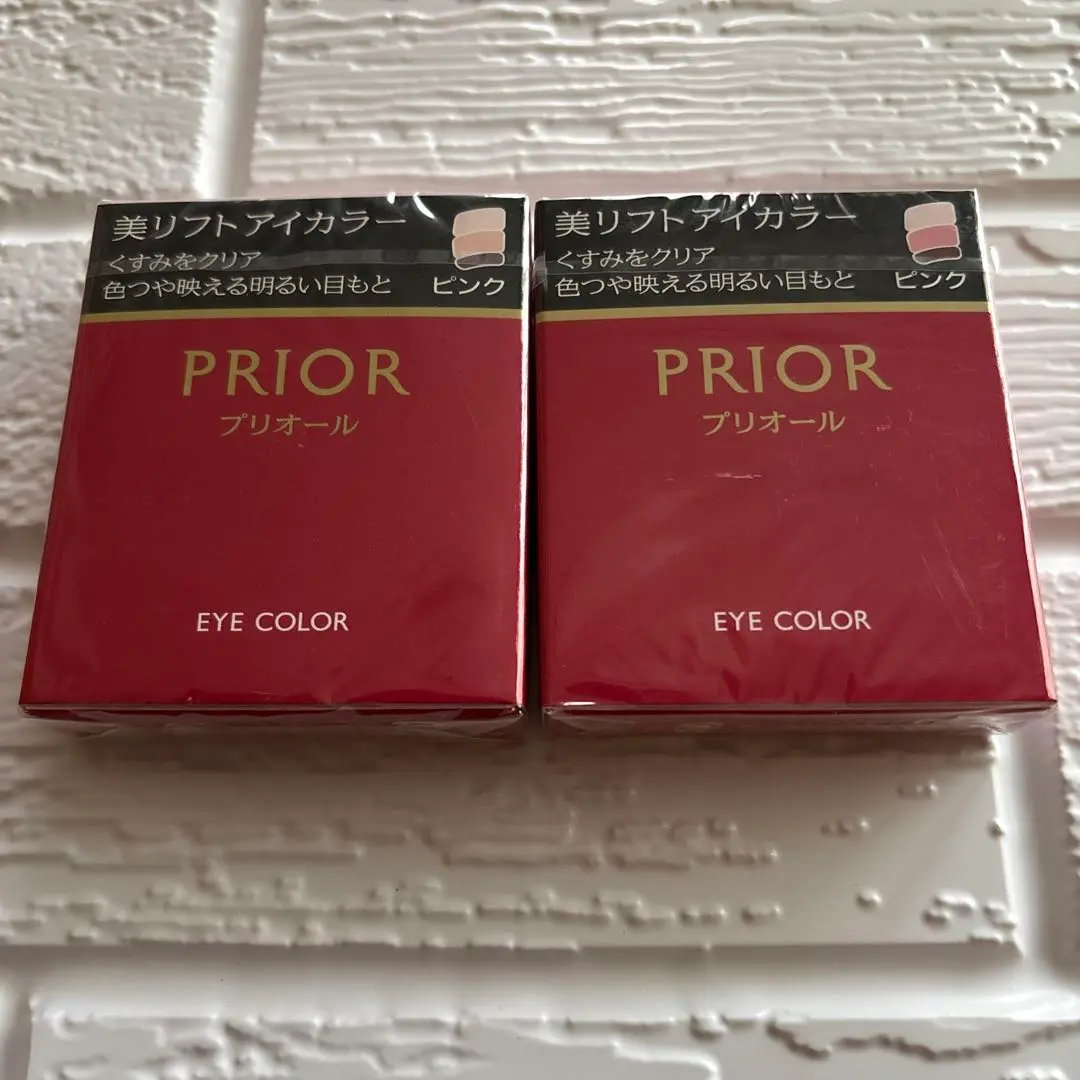 美リフトアイカラー
くすみをクリア
色つや映える明るい目もと ピンク
PRIOR
プリオール
EYE COLOR
美リフトアイカラー
くすみをクリア
色つや映える明るい目もと ピンク
PRIOR
プリオール
EYE COLOR